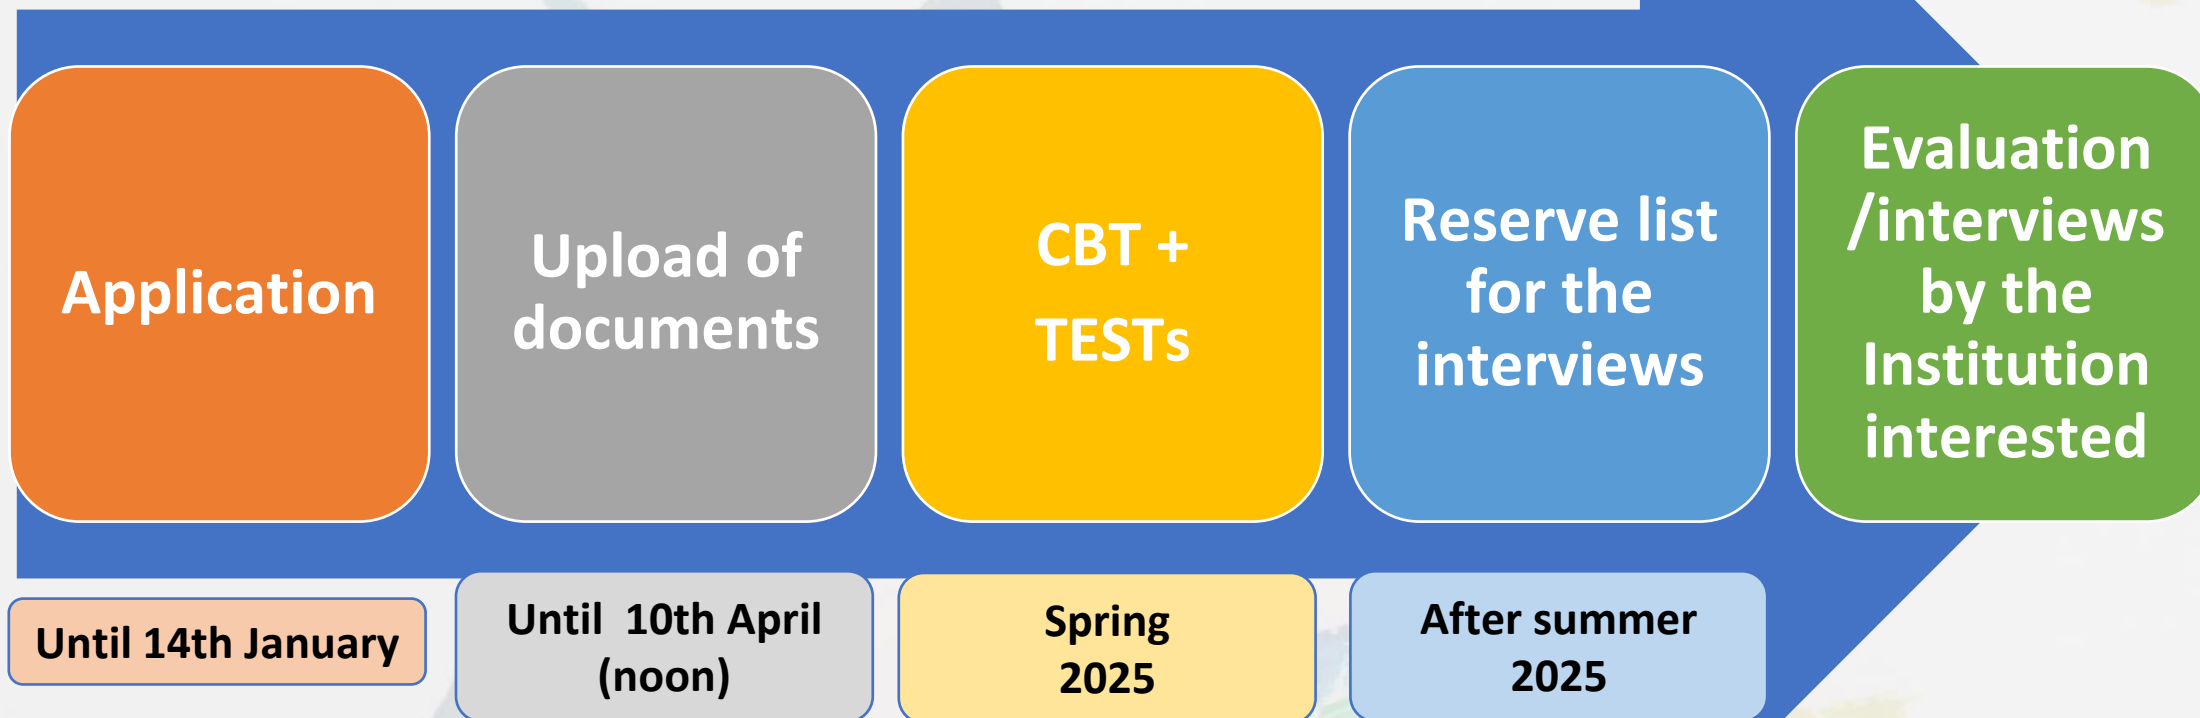 Application
Upload of
documents
CBT +
TESTs
Reserve list
for the
interviews
Evaluation
/interviews
by the
Institution
interested
Until 14th January
Until 10th April
(noon)
Spring
2025
After summer
2025